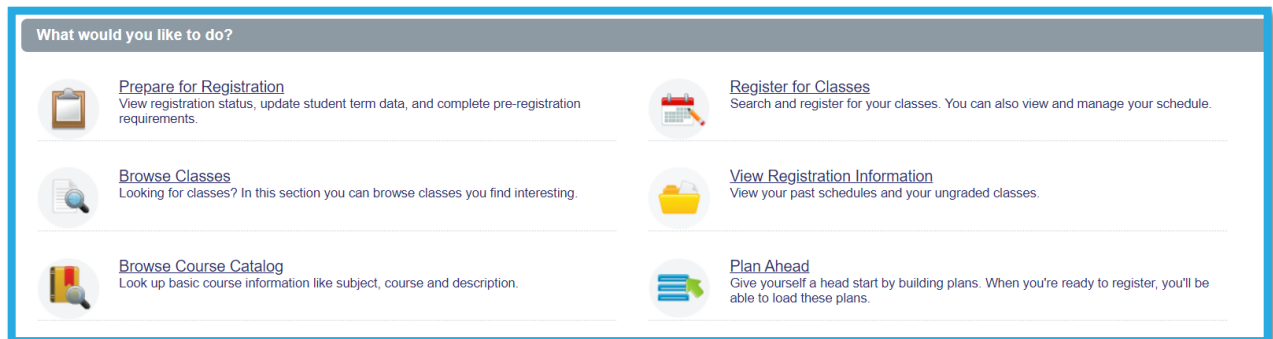 What would you like to do?
Prepare for Registration
View registration status, update student term data, and complete pre-registration
requirements.
Register for Classes
Search and register for your classes. You can also view and manage your schedule.
Browse Classes
Looking for classes? In this section you can browse classes you find interesting.
View Registration Information
View your past schedules and your ungraded classes.
Browse Course Catalog
Look up basic course information like subject, course and description.
Plan Ahead
Give yourself a head start by building plans. When you're ready to register, you'll be
able to load these plans.